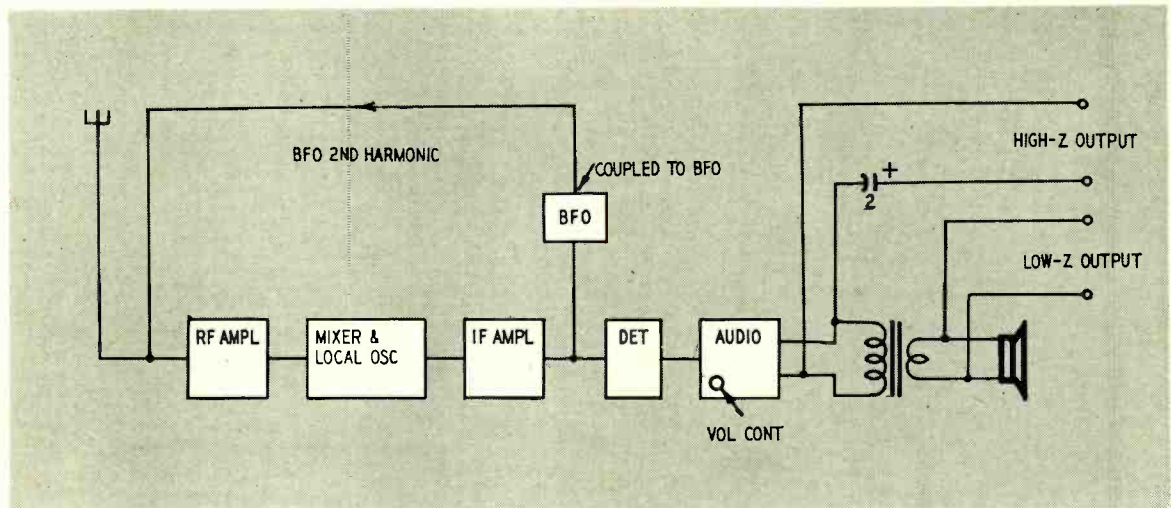 BFO 2ND HARMONIC
COUPLED TO BFO
BFO
HIGH-Z OUTPUT
+
2
LOW-Z OUTPUT
RF AMPL
MIXER &
LOCAL OSC
IF AMPL
DET
AUDIO
VOL CONT